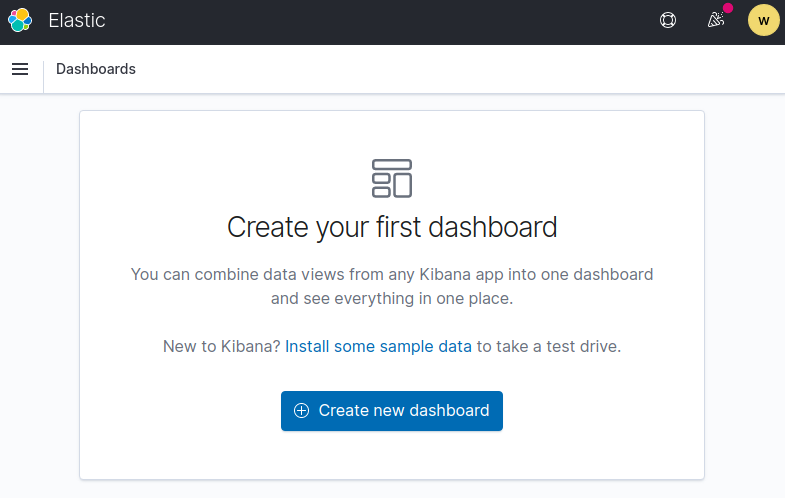 Elastic
w
Dashboards
Create your first dashboard
You can combine data views from any Kibana app into one dashboard
and see everything in one place.
New to Kibana? Install some sample data to take a test drive.
Create new dashboard